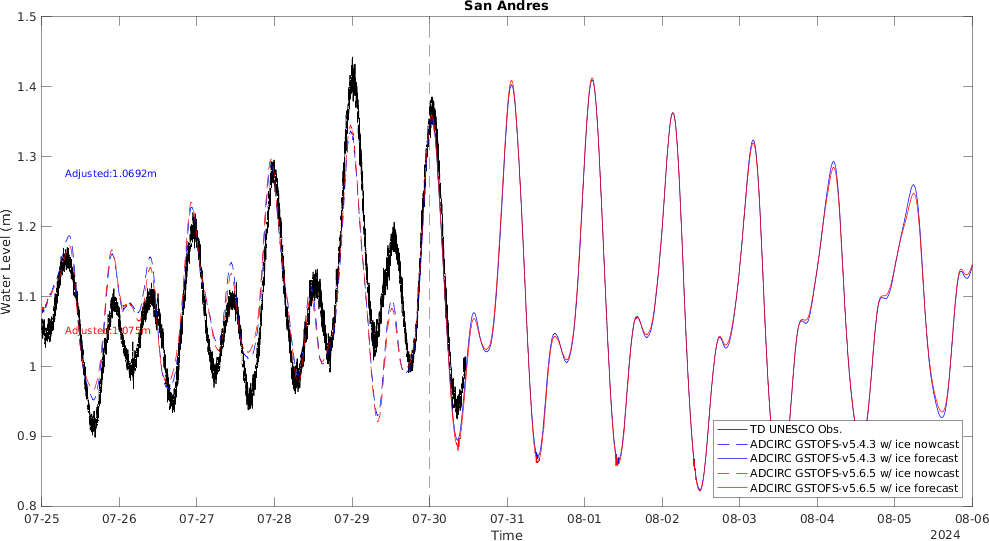 San Andres
1.5
1.4
1.3
1.2
1.1
1
0.9
0.8
Water Level (m)
Adjusted:1.0692m
Adjusted:1.075m
TD UNESCO Obs.
ADCIRC GSTOFS-v5.4.3 w/ ice nowcast
ADCIRC GSTOFS-v5.4.3 w/ ice forecast
ADCIRC GSTOFS-v5.6.5 w/ ice nowcast
ADCIRC GSTOFS-v5.6.5 w/ ice forecast
07-25 07-26 07-27 07-28 07-29 07-30 07-31 08-01 08-02 08-03 08-04 08-05 08-06
Time
2024